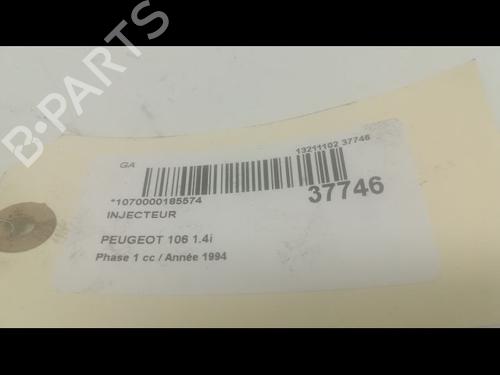 B-PARTS
GA
13211102 37746
*1070000185574
37746
INJECTEUR
PEUGEOT 106 1.4i
Phase 1 cc / Année 1994